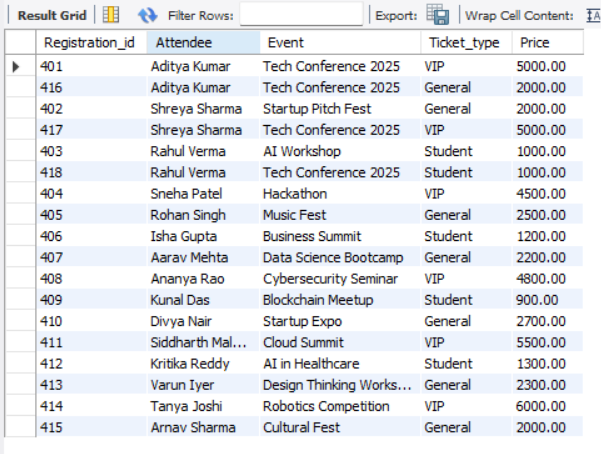 Result Grid Filter Rows: Export: Wrap Cell Content: IA
Registration_id Attendee Event Ticket_type Price
401 Aditya Kumar Tech Conference 2025 VIP 5000.00
416 Aditya Kumar Tech Conference 2025 General 2000.00
402 Shreya Sharma Startup Pitch Fest General 2000.00
417 Shreya Sharma Tech Conference 2025 VIP 5000.00
403 Rahul Verma AI Workshop Student 1000.00
418 Rahul Verma Tech Conference 2025 Student 1000.00
404 Sneha Patel Hackathon VIP 4500.00
405 Rohan Singh Music Fest General 2500.00
406 Isha Gupta Business Summit Student 1200.00
407 Aarav Mehta Data Science Bootcamp General 2200.00
408 Ananya Rao Cybersecurity Seminar VIP 4800.00
409 Kunal Das Blockchain Meetup Student 900.00
410 Divya Nair Startup Expo General 2700.00
411 Siddharth Mal... Cloud Summit VIP 5500.00
412 Kritika Reddy AI in Healthcare Student 1300.00
413 Varun Iyer Design Thinking Works... General 2300.00
414 Tanya Joshi Robotics Competition VIP 6000.00
415 Arnav Sharma Cultural Fest General 2000.00